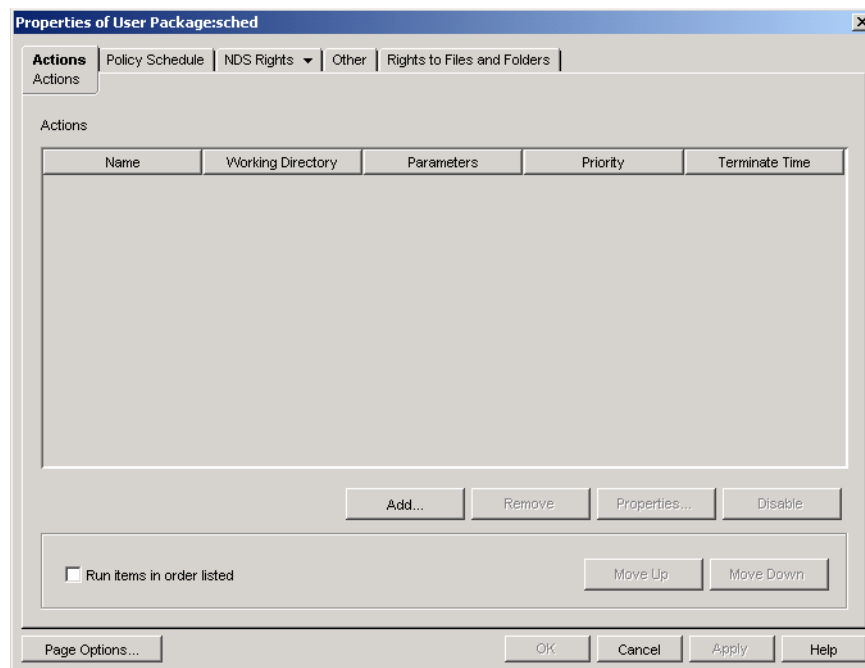 Properties of User Package:sched
Actions Policy Schedule NDS Rights Other Rights to Files and Folders
Actions
Actions
Name Working Directory Parameters Priority Terminate Time
Add... Remove Properties... Disable
Run items in order listed Move Up Move Down
Page Options... OK Cancel Apply Help